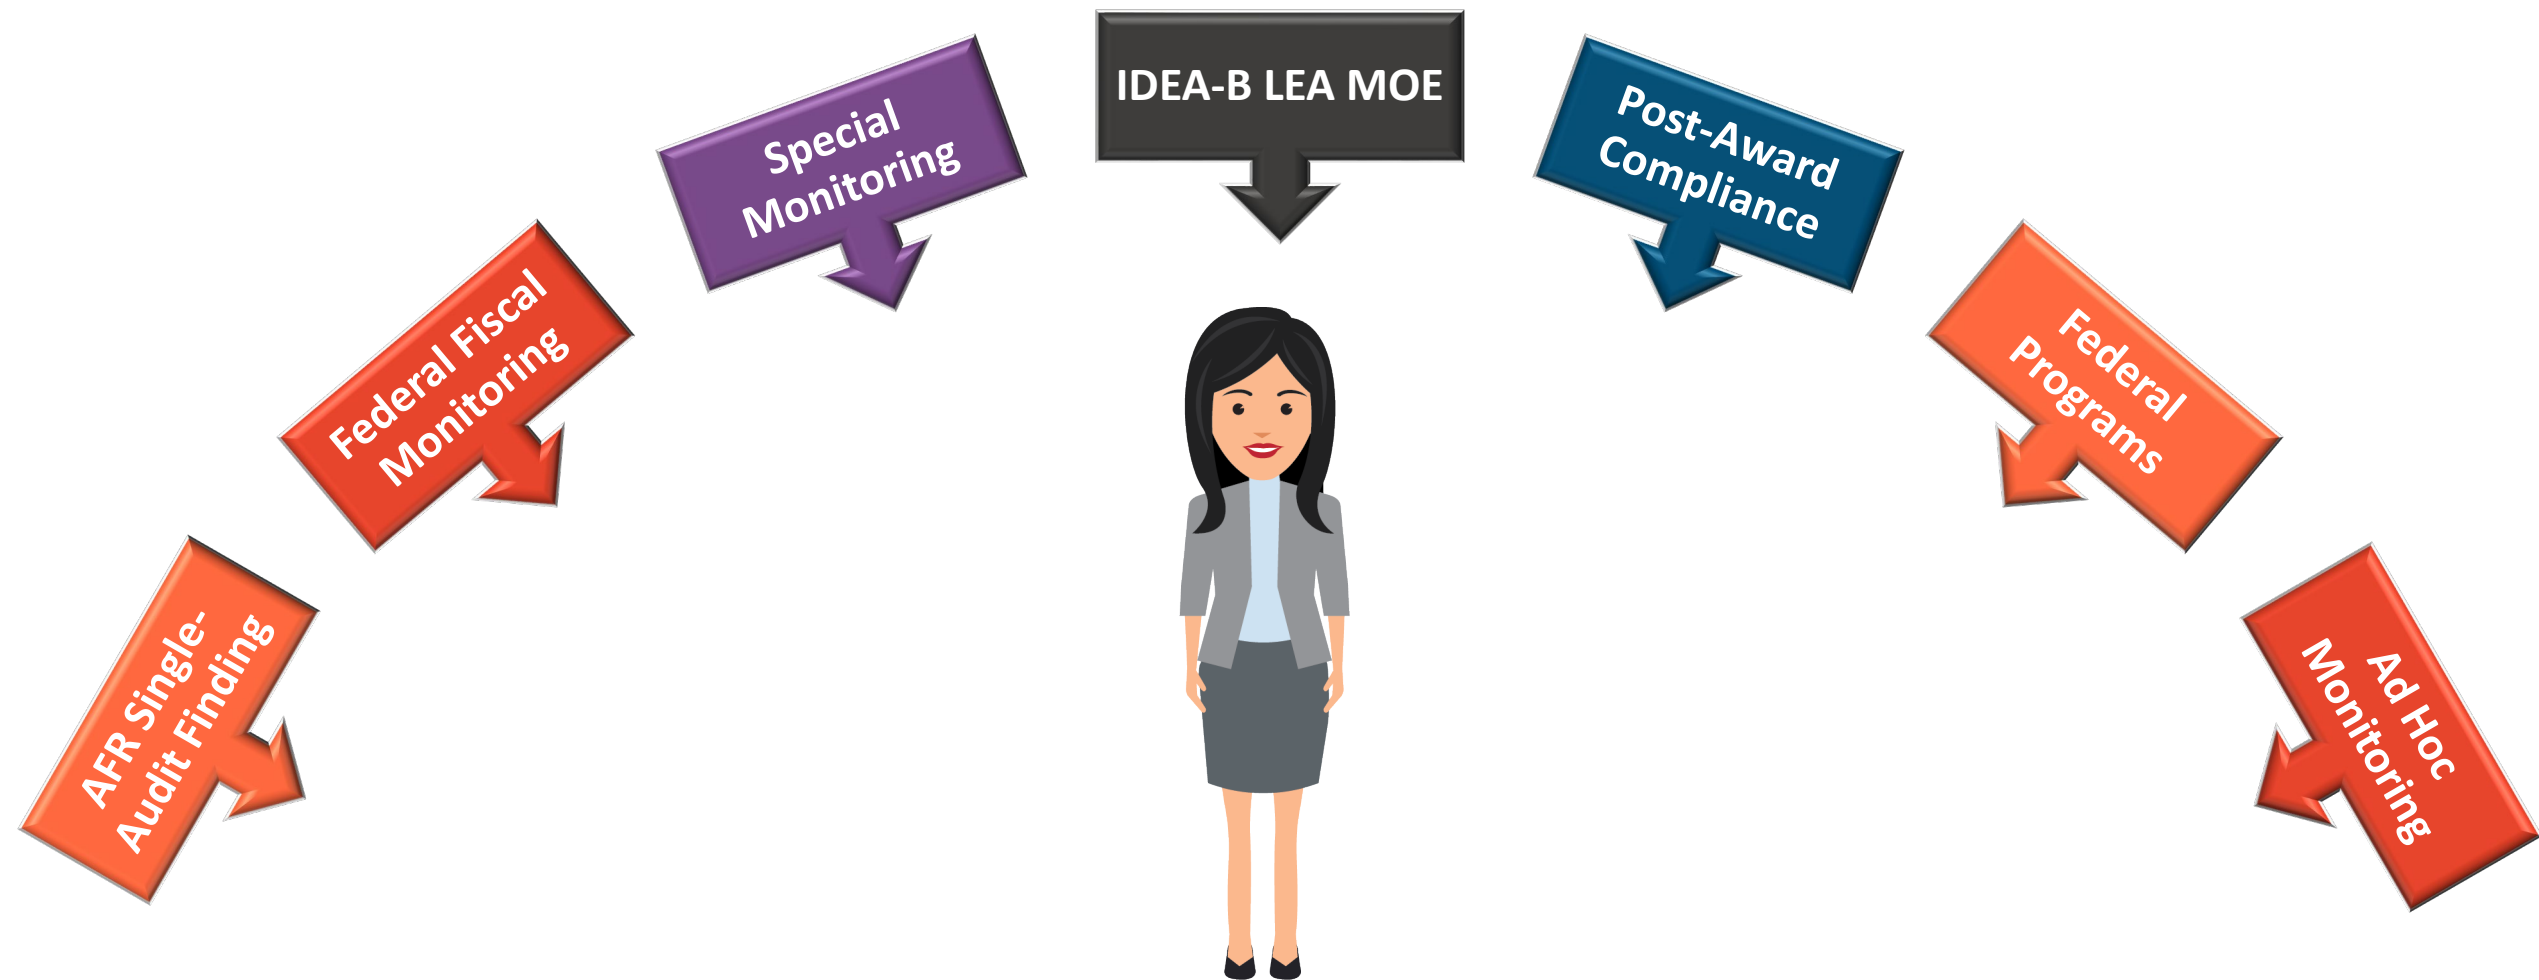 AFR Single-
Audit Finding
Federal Fiscal
Monitoring
Special
Monitoring
IDEA-B LEA MOE
Post-Award
Compliance
Federal
Programs
Ad Hoc
Monitoring